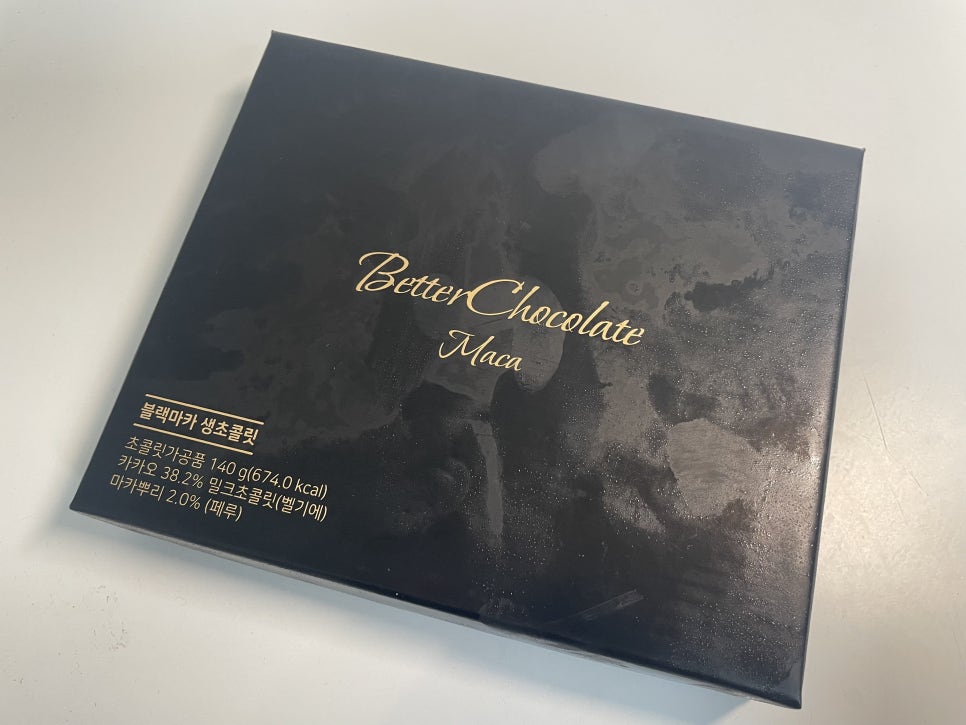 BetterChocolate
Maca
블랙마카 생초콜릿
초콜릿가공품 140 g(674.0 kcal)
카카오 38.2% 밀크초콜릿(벨기에)
마카뿌리 2.0% (페루)